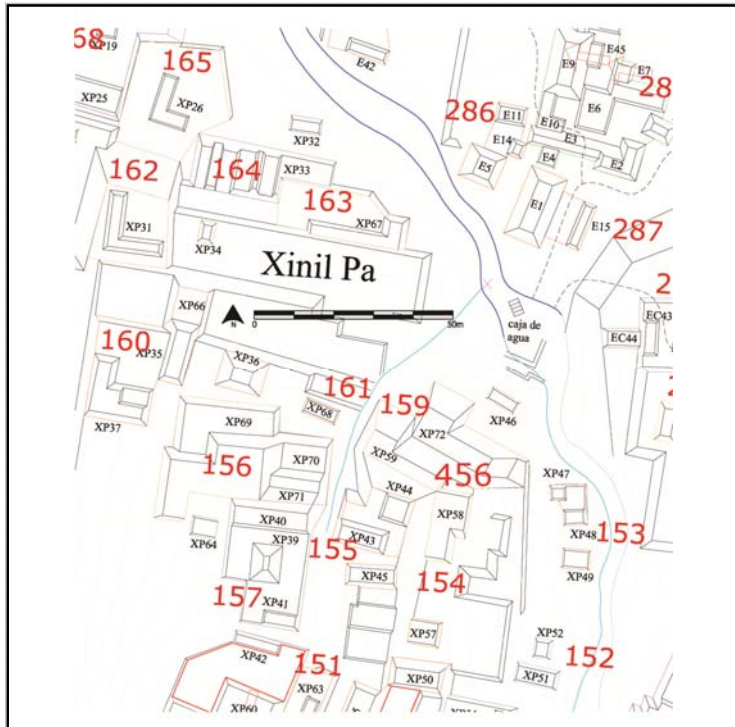 68
XP19
165
XP25
XP26
E42
E45
E9
E7
28
E6
286
E11
E10
E3
E14
E4
E2
E5
XP32
164
XP33
162
163
E1
E15
287
XP31
XP67
XP34
Xinil Pa
2
XP66
N
0
50m
caja de
agua
EC43
EC44
160
XP35
XP36
161
159
XP37
XP68
XP46
XP69
XP72
XP59
156
XP70
456
XP47
XP71
XP44
XP40
XP58
XP64
XP39
155
XP43
XP48
153
XP45
154
XP49
157
XP41
XP57
XP52
XP42
151
152
XP50
XP51
XP63
XP60